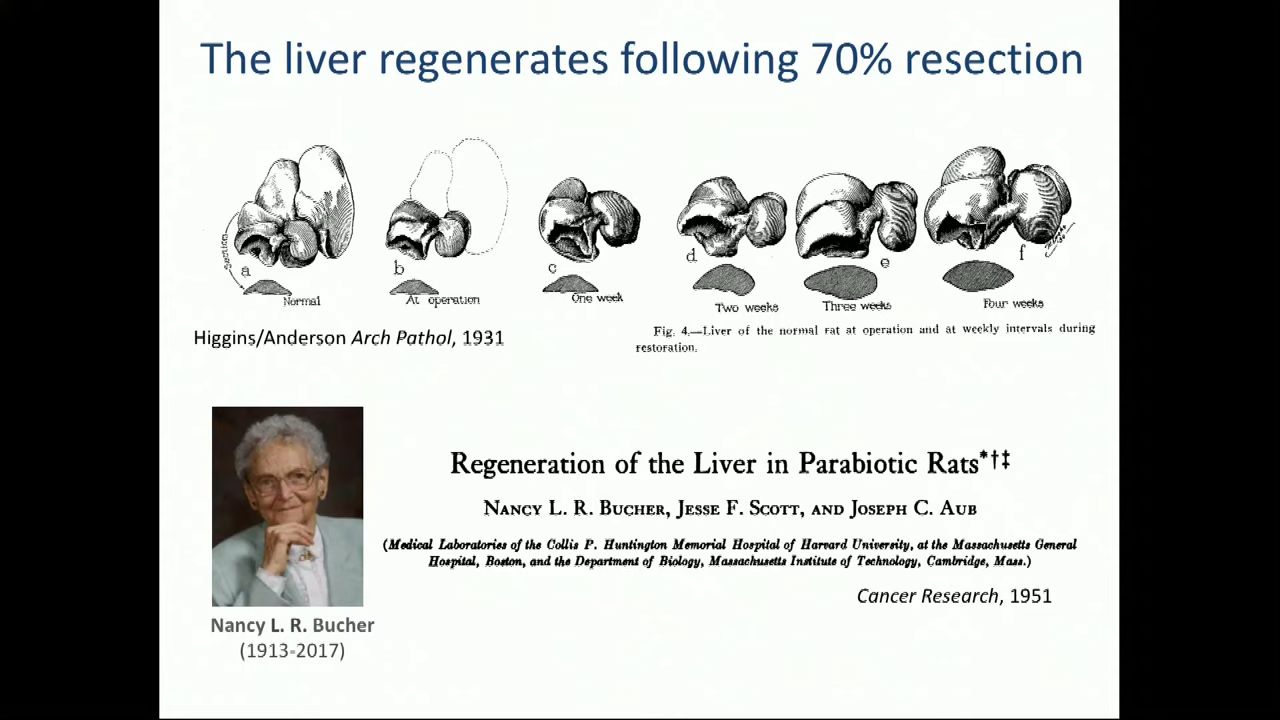 The liver regenerates following 70% resection
Section
a
b
c
d
e
f
Normal
At operation
One week
Two weeks
Three weeks
Four weeks
Higgins/Anderson Arch Pathol, 1931
Fig. 4.—Liver of the normal rat at operation and at weekly intervals during
restoration.
Regeneration of the Liver in Parabiotic Rats*†‡
NANCY L. R. BUCHER, JESSE F. SCOTT, AND JOSEPH C. AUB
(Medical Laboratories of the Collis P. Huntington Memorial Hospital of Harvard University, at the Massachusetts General
Hospital, Boston, and the Department of Biology, Massachusetts Institute of Technology, Cambridge, Mass.)
Cancer Research, 1951
Nancy L. R. Bucher
(1913-2017)